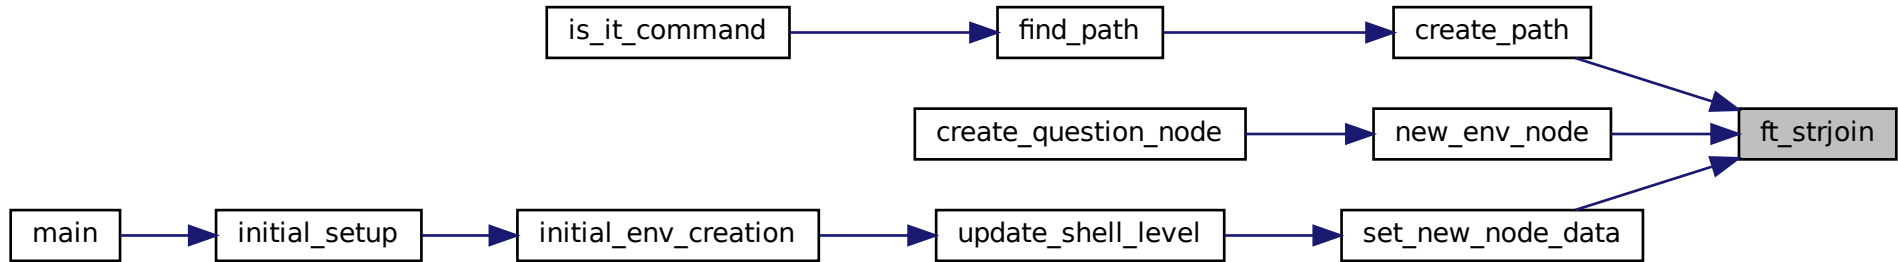 is_it_command
find_path
create_path
create_question_node
new_env_node
ft_strjoin
main
initial_setup
initial_env_creation
update_shell_level
set_new_node_data